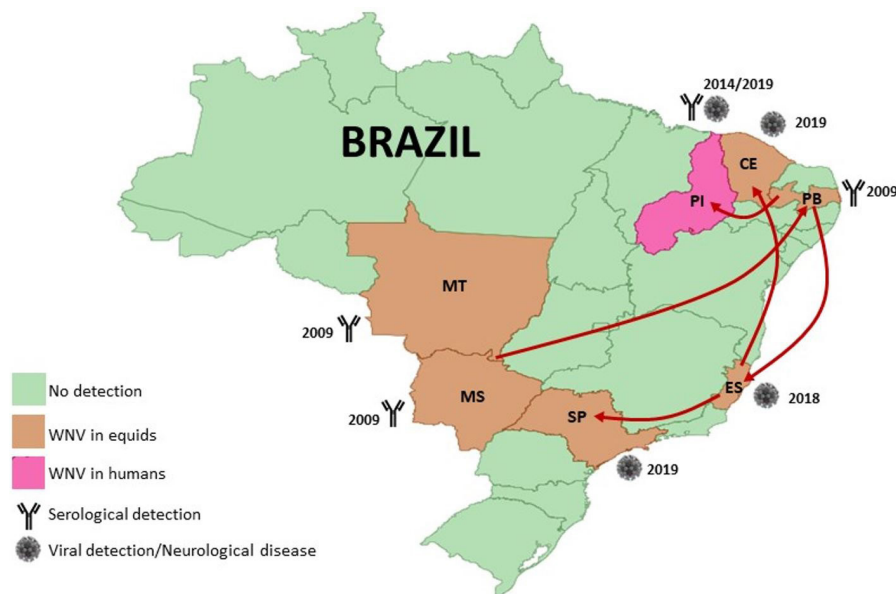 2014/2019
2019
BRAZIL
CE
PI
PB
2009
MT
2009
No detection
MS
2009
SP
ES
2018
WNV in equids
2019
WNV in humans
Serological detection
Viral detection/Neurological disease